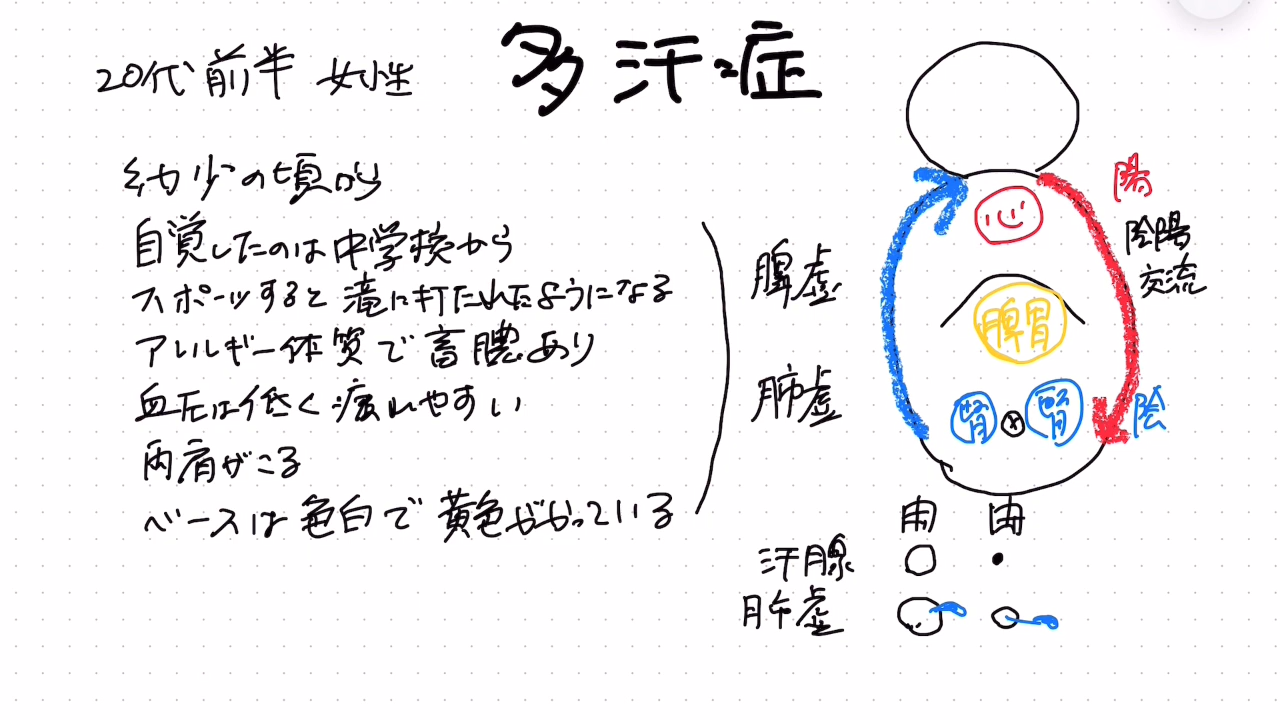 多汗症
20代前半 女性
幼少の頃から
自覚したのは中学校から
スポーツすると滝に打たれたようになる
アレルギー体質で蓄膿あり
血圧は低く疲れやすい
両肩がこる
ベースは色白で黄色がかっている
脾虚
肺虚
陽
心
陰陽
交流
脾胃
腎
腎
陰
開
汗腺
肺虚